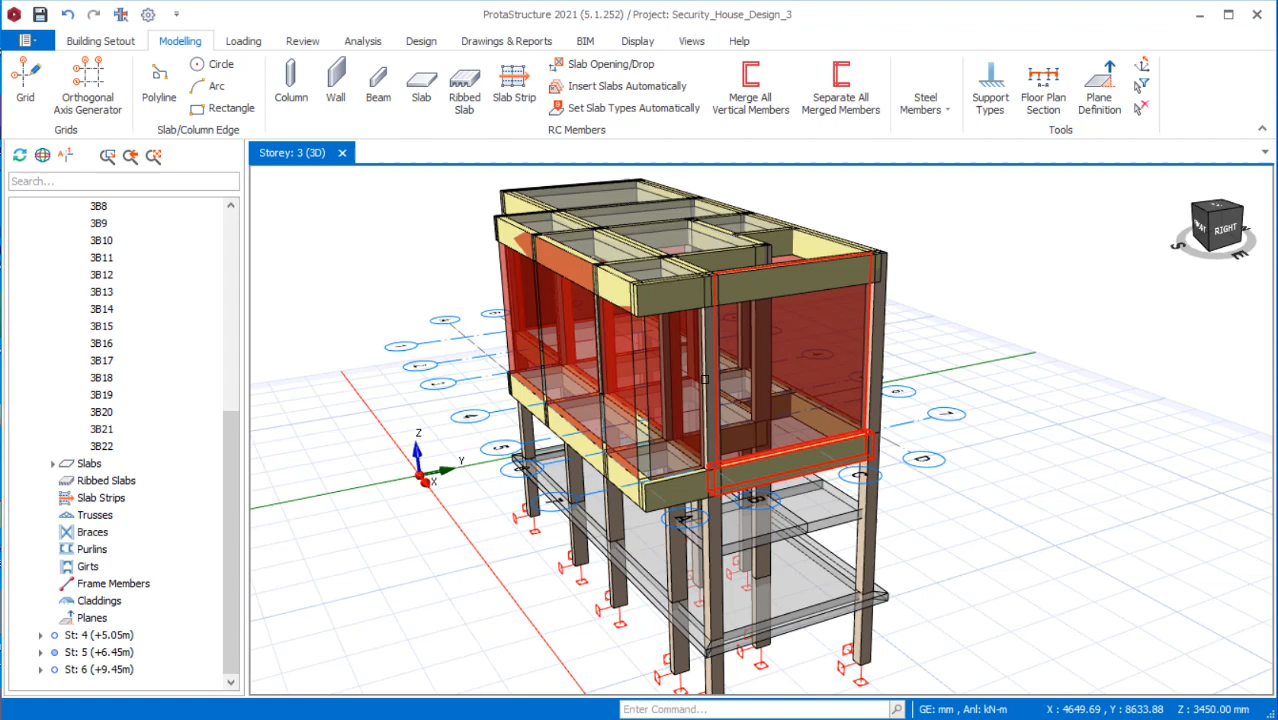 ProtaStructure 2021 (5.1.252) / Project: Security_House_Design_3
Building Setout Modelling Loading Review Analysis Design Drawings & Reports BIM Display Views Help
Grid
Orthogonal
Axis Generator
Grids
Polyline
Circle
Arc
Rectangle
Slab/Column Edge
Column
Wall
Beam
Slab
Ribbed
Slab
Slab Strip
Slab Opening/Drop
Insert Slabs Automatically
Set Slab Types Automatically
Merge All
Vertical Members
Separate All
Merged Members
RC Members
Steel
Members
Support
Types
Floor Plan
Section
Plane
Definition
Tools
Storey: 3 (3D)
Search...
3B8
3B9
3B10
3B11
3B12
3B13
3B14
3B15
3B16
3B17
3B18
3B19
3B20
3B21
3B22
Slabs
Ribbed Slabs
Slab Strips
Trusses
Braces
Purlins
Girts
Frame Members
Claddings
Planes
St: 4 (+5.05m)
St: 5 (+6.45m)
St: 6 (+9.45m)
RIGHT
S
E
Z
Y
X
A
B
C
D
Enter Command...
GE: mm , Anl: kN-m
X : 4649.69 , Y : 8633.88
Z : 3450.00 mm